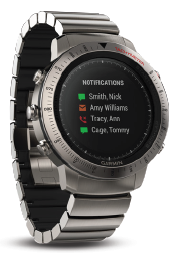 NOTIFICATIONS
Smith, Nick
Amy Williams
Tracy, Ann
Cage, Tommy
GARMIN